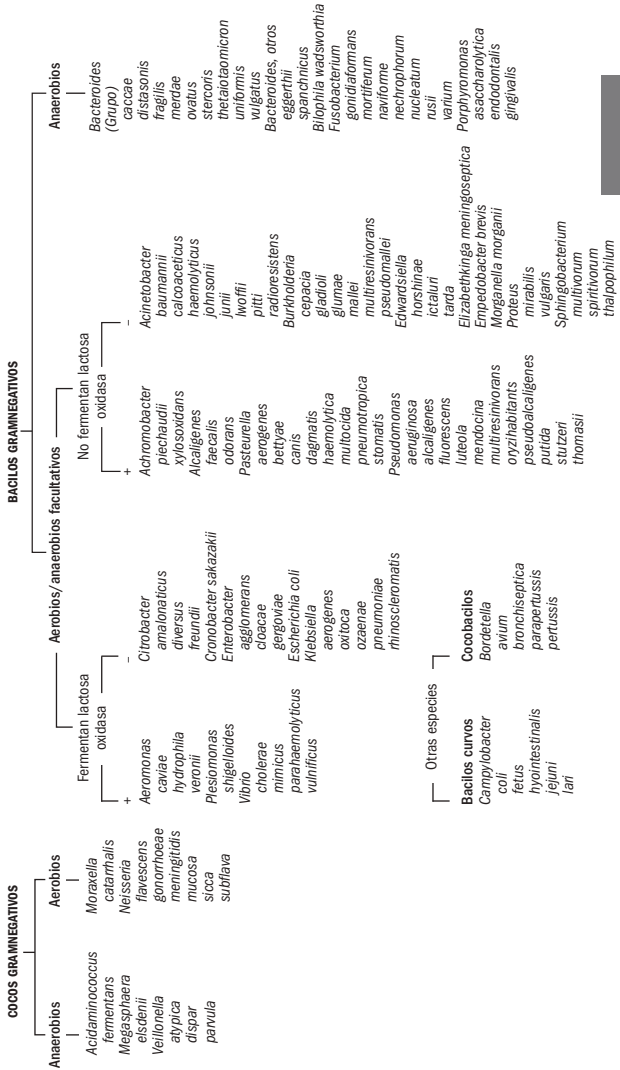 COCOS GRAMNEGATIVOS
Anaerobios
Acidaminococcus
fermentans
Megasphaera
elsdenii
Veillonella
atypica
dispar
parvula
Aerobios
Moraxella
catarrhalis
Neisseria
flavescens
gonorrhoeae
meningitidis
mucosa
sicca
subflava
BACILOS GRAMNEGATIVOS
Aerobios/anaerobios facultativos
Fermentan lactosa
oxidasa
+
Aeromonas
caviae
hydrophila
veronii
Plesiomonas
shigelloides
Vibrio
cholerae
mimicus
parahaemolyticus
vulnificus
–
Citrobacter
amalonaticus
diversus
freundii
Cronobacter sakazakii
Enterobacter
agglomerans
cloacae
gergoviae
Escherichia coli
Klebsiella
aerogenes
oxitoca
ozaenae
pneumoniae
rhinoscleromatis
No fermentan lactosa
oxidasa
+
Achromobacter
piechaudii
xylosoxidans
Alcaligenes
faecalis
odorans
Pasteurella
aerogenes
bettyae
canis
dagmatis
haemolytica
multocida
pneumotropica
stomatis
Pseudomonas
aeruginosa
alcaligenes
fluorescens
luteola
mendocina
multiresinivorans
oryzihabitants
pseudoalcaligenes
putida
stutzeri
thomasii
–
Acinetobacter
baumannii
calcoaceticus
haemolyticus
johnsonii
junii
lwoffii
pitti
radioresistens
Burkholderia
cepacia
gladioli
glumae
mallei
multiresinivorans
pseudomallei
Edwardsiella
horshinae
ictaluri
tarda
Elizabethkinga meningoseptica
Empedobacter brevis
Morganella morganii
Proteus
mirabilis
vulgaris
Sphingobacterium
multivorum
spiritivorum
thalpophilum
Anaerobios
Bacteroides
(Grupo)
caccae
distasonis
fragilis
merdae
ovatus
stercoris
thetaiotaomicron
uniformis
vulgatus
Bacteroides, otros
eggerthii
spanchnicus
Bilophila wadsworthia
Fusobacterium
gonidiaformans
mortiferum
naviforme
nechrophorum
nucleatum
rusii
varium
Porphyromonas
asaccharolytica
endodontalis
gingivalis
Otras especies
Bacilos curvos
Campylobacter
coli
fetus
hyointestinalis
jejuni
lari
Cocobacilos
Bordetella
avium
bronchiseptica
parapertussis
pertussis